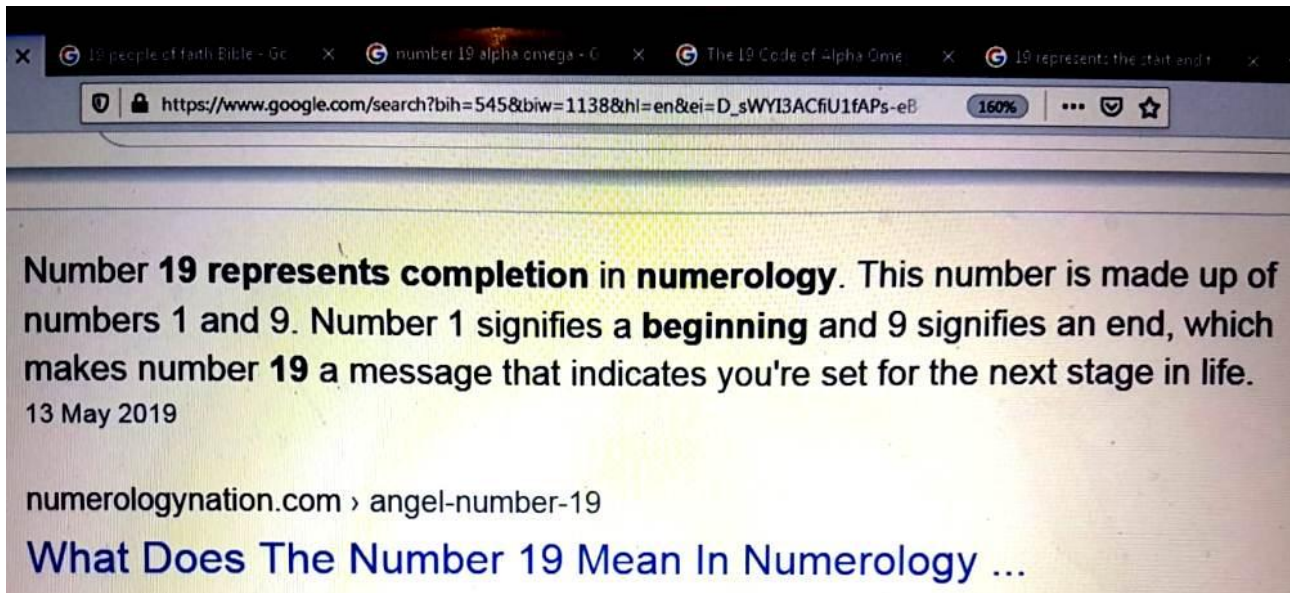 19 people of faith Bible - Go
number 19 alpha omega - G
The 19 Code of Alpha Ome
19 represents the start and t
https://www.google.com/search?bih=545&biw=1138&hl=en&ei=D_sWYI3ACfiU1fAPs-eB
160%
Number 19 represents completion in numerology. This number is made up of
numbers 1 and 9. Number 1 signifies a beginning and 9 signifies an end, which
makes number 19 a message that indicates you're set for the next stage in life.
13 May 2019
numerologynation.com › angel-number-19
What Does The Number 19 Mean In Numerology ...